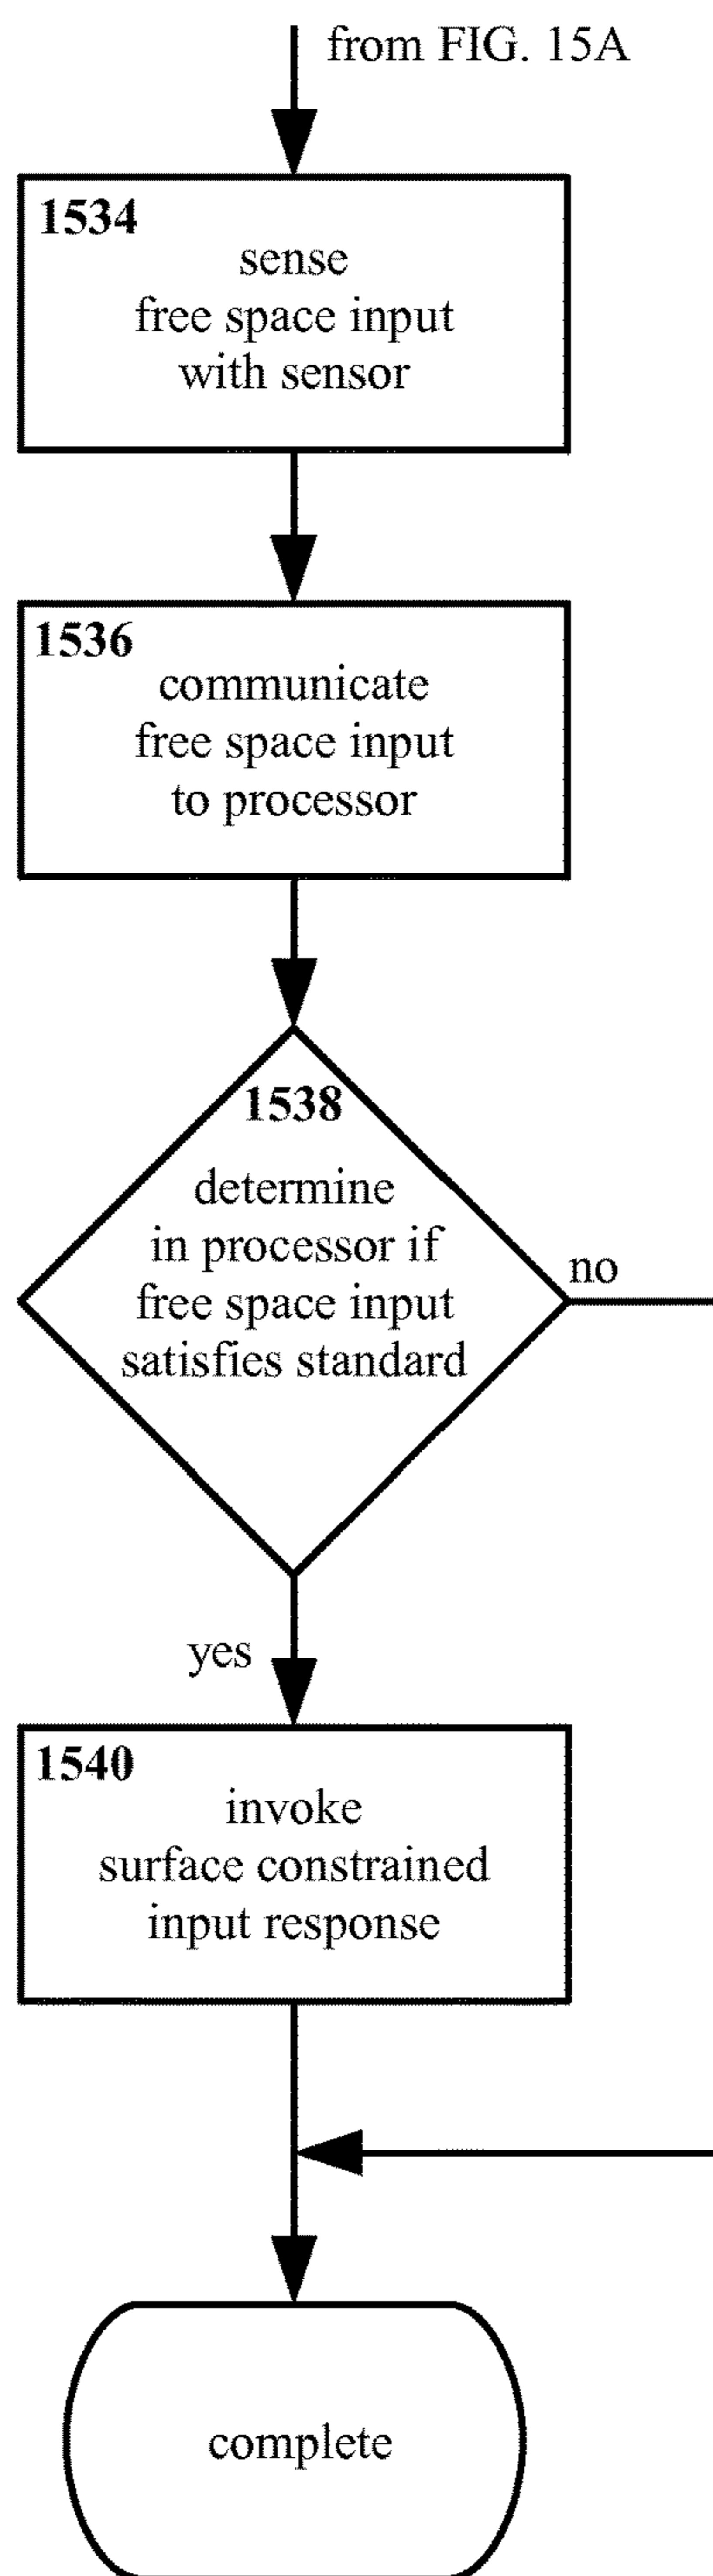 from FIG. 15A
1534
sense
free space input
with sensor
1536
communicate
free space input
to processor
1538
determine
in processor if
free space input
satisfies standard
no
yes
1540
invoke
surface constrained
input response
complete